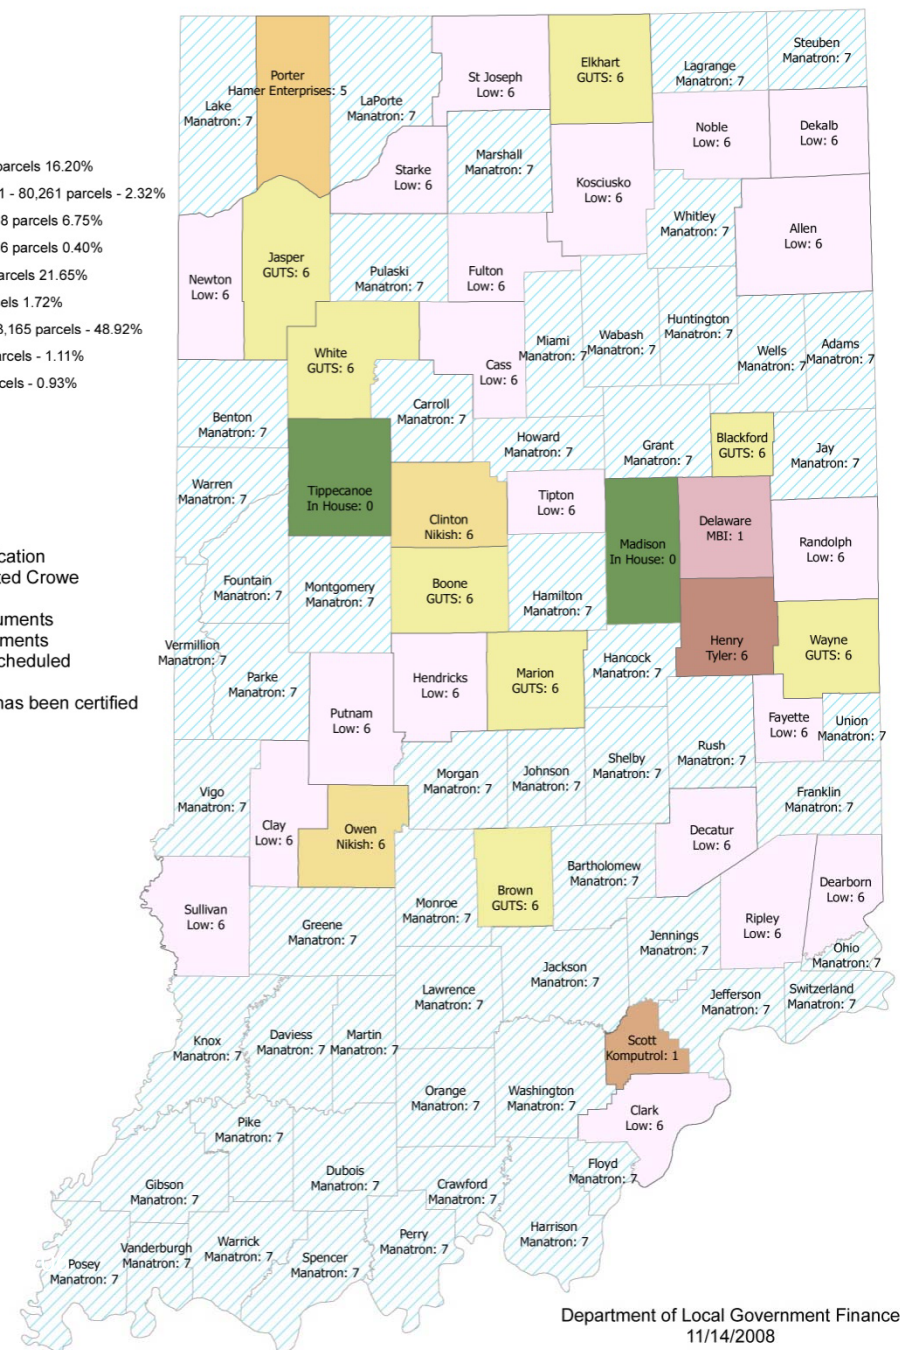 parcels 16.20%
1 - 80,261 parcels - 2.32%
8 parcels 6.75%
6 parcels 0.40%
arcels 21.65%
els 1.72%
3,165 parcels - 48.92%
arcels - 1.11%
cels - 0.93%
cation
ted Crowe
uments
ments
cheduled
has been certified
Lake
Manatron: 7
Porter
Hamer Enterprises: 5
LaPorte
Manatron: 7
St Joseph
Low: 6
Elkhart
GUTS: 6
Lagrange
Manatron: 7
Steuben
Manatron: 7
Starke
Low: 6
Marshall
Manatron: 7
Kosciusko
Low: 6
Noble
Low: 6
Dekalb
Low: 6
Whitley
Manatron: 7
Allen
Low: 6
Newton
Low: 6
Jasper
GUTS: 6
Pulaski
Manatron: 7
Fulton
Low: 6
White
GUTS: 6
Cass
Low: 6
Miami
Manatron: 7
Wabash
Manatron: 7
Huntington
Manatron: 7
Wells
Manatron: 7
Adams
Manatron: 7
Benton
Manatron: 7
Carroll
Manatron: 7
Howard
Manatron: 7
Grant
Manatron: 7
Blackford
GUTS: 6
Jay
Manatron: 7
Warren
Manatron: 7
Tippecanoe
In House: 0
Clinton
Nikish: 6
Tipton
Low: 6
Madison
In House: 0
Delaware
MBI: 1
Randolph
Low: 6
Fountain
Manatron: 7
Montgomery
Manatron: 7
Boone
GUTS: 6
Hamilton
Manatron: 7
Henry
Tyler: 6
Wayne
GUTS: 6
Vermillion
Manatron: 7
Parke
Manatron: 7
Putnam
Low: 6
Hendricks
Low: 6
Marion
GUTS: 6
Hancock
Manatron: 7
Fayette
Low: 6
Union
Manatron: 7
Vigo
Manatron: 7
Clay
Low: 6
Owen
Nikish: 6
Morgan
Manatron: 7
Johnson
Manatron: 7
Shelby
Manatron: 7
Rush
Manatron: 7
Franklin
Manatron: 7
Sullivan
Low: 6
Greene
Manatron: 7
Monroe
Manatron: 7
Brown
GUTS: 6
Bartholomew
Manatron: 7
Decatur
Low: 6
Ripley
Low: 6
Dearborn
Low: 6
Jennings
Manatron: 7
Ohio
Manatron: 7
Knox
Manatron: 7
Daviess
Manatron: 7
Martin
Manatron: 7
Lawrence
Manatron: 7
Jackson
Manatron: 7
Jefferson
Manatron: 7
Switzerland
Manatron: 7
Scott
Komputrol: 1
Orange
Manatron: 7
Washington
Manatron: 7
Clark
Low: 6
Pike
Manatron: 7
Gibson
Manatron: 7
Dubois
Manatron: 7
Crawford
Manatron: 7
Floyd
Manatron: 7
Harrison
Manatron: 7
Posey
Manatron: 7
Vanderburgh
Manatron: 7
Warrick
Manatron: 7
Spencer
Manatron: 7
Perry
Manatron: 7
Department of Local Government Finance
11/14/2008